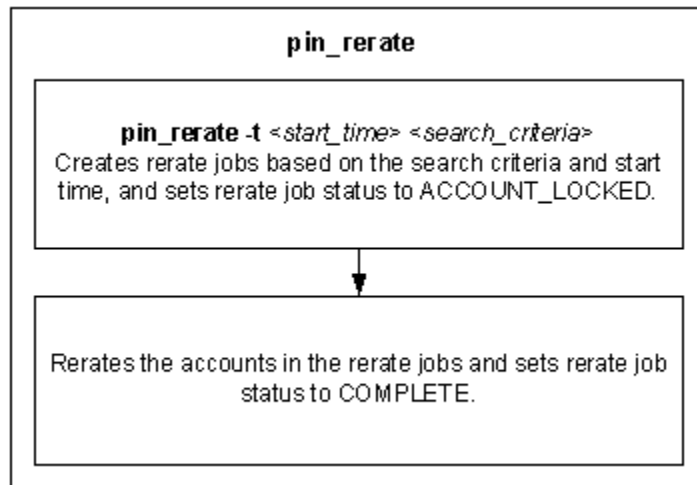 pin_rerate
pin_rerate -t <start_time> <search_criteria>
Creates rerate jobs based on the search criteria and start
time, and sets rerate job status to ACCOUNT_LOCKED.
Rerates the accounts in the rerate jobs and sets rerate job
status to COMPLETE.